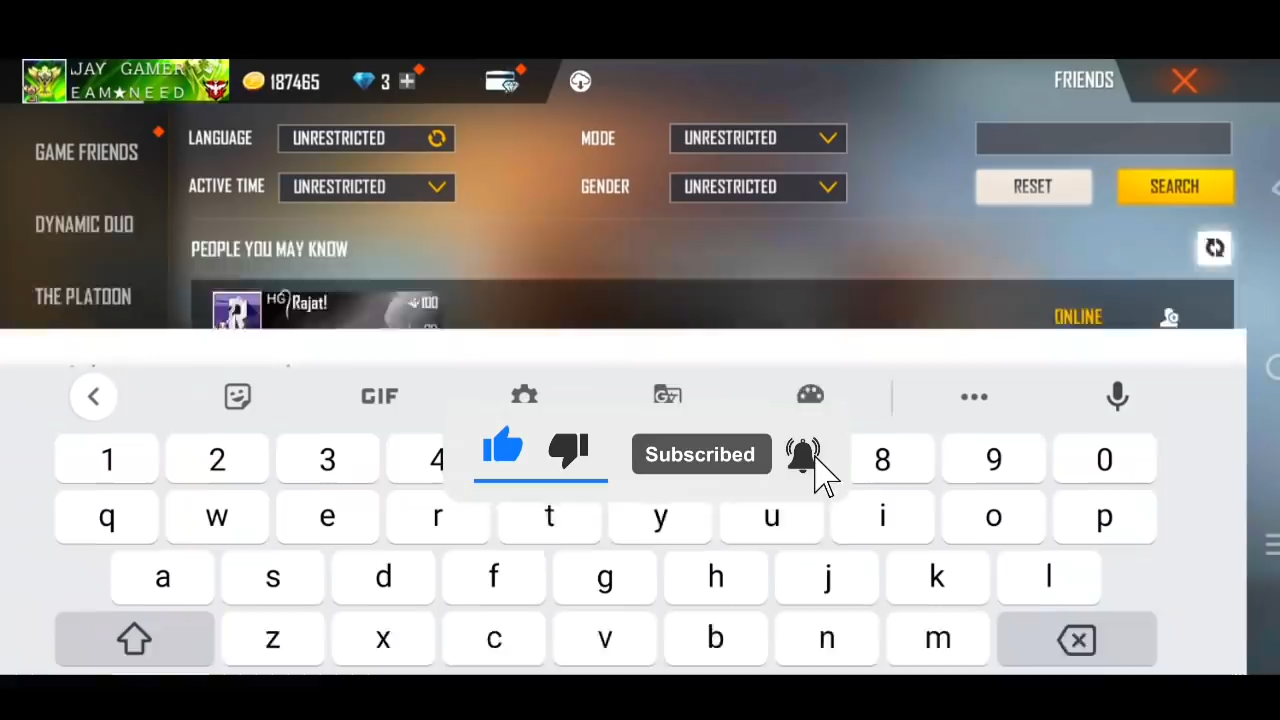 JAY GAMER 187465 3 FRIENDS
EAM★NEED
GAME FRIENDS
DYNAMIC DUO
THE PLATOON
LANGUAGE UNRESTRICTED MODE UNRESTRICTED
ACTIVE TIME UNRESTRICTED GENDER UNRESTRICTED RESET SEARCH
PEOPLE YOU MAY KNOW
HG Rajat! 100
ONLINE
GIF
Subscribed
1 2 3 4 8 9 0
q w e r t y u i o p
a s d f g h j k l
z x c v b n m